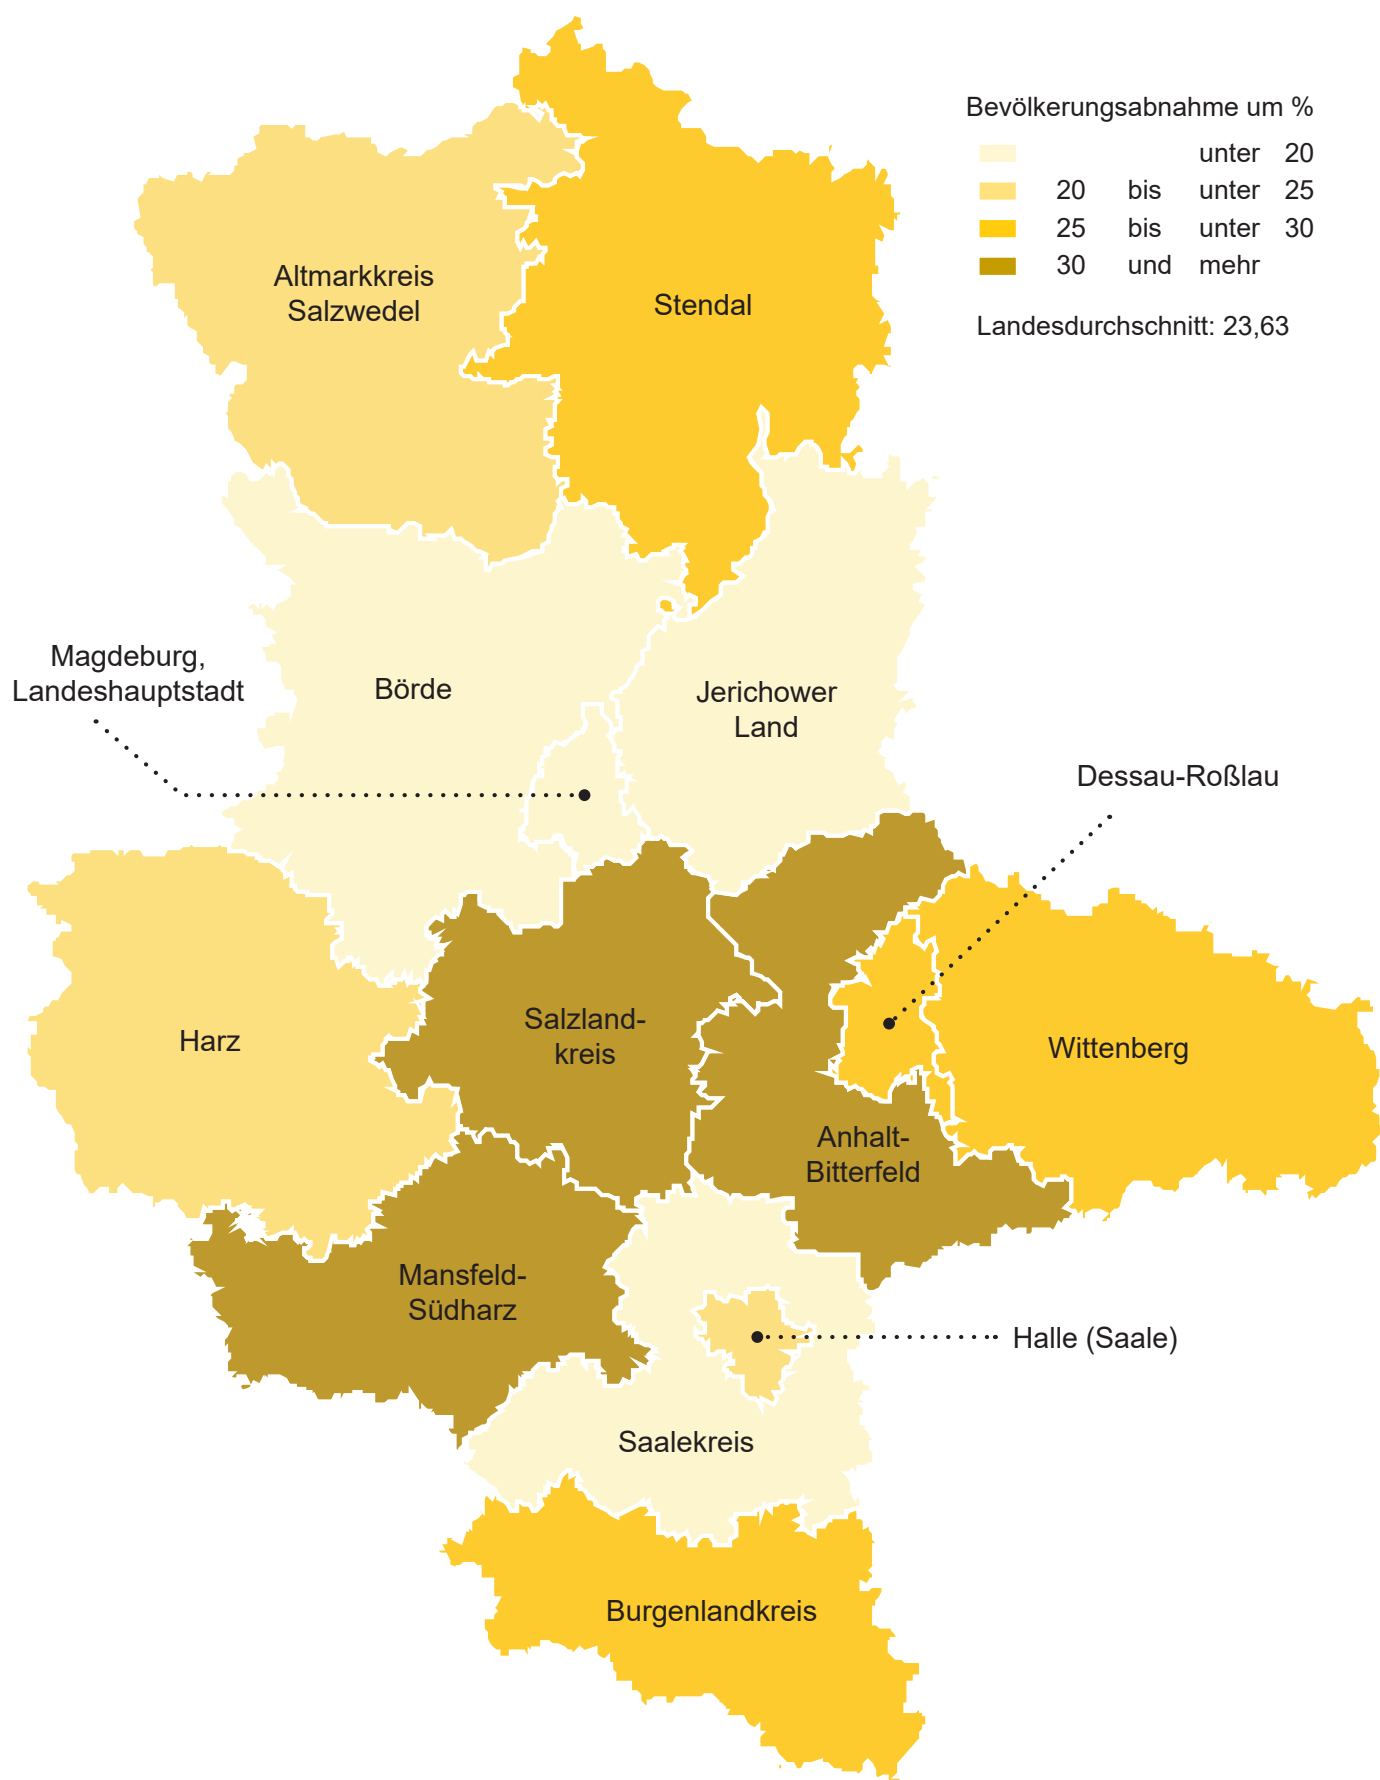 Bevölkerungsabnahme um %
unter 20
20 bis unter 25
25 bis unter 30
30 und mehr
Landesdurchschnitt: 23,63
Altmarkkreis
Salzwedel
Stendal
Magdeburg,
Landeshauptstadt
Börde
Jerichower
Land
Dessau-Roßlau
Harz
Salzland-
kreis
Wittenberg
Anhalt-
Bitterfeld
Mansfeld-
Südharz
Halle (Saale)
Saalekreis
Burgenlandkreis